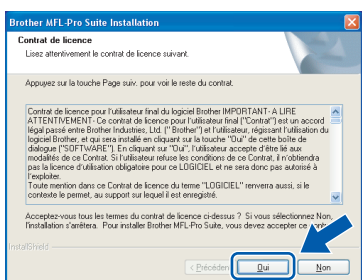 Brother MFL-Pro Suite Installation
Contrat de licence
Lisez attentivement le contrat de licence suivant.
Appuyez sur la touche Page suiv. pour voir le reste du contrat.
Contrat de licence pour l'utilisateur final du logiciel Brother IMPORTANT- A LIRE
ATTENTIVEMENT- Ce contrat de licence pour l'utilisateur final ("Contrat") est un accord
légal passé entre Brother Industries, Ltd. (" Brother") et l'utilisateur, régissant l'utilisation du
logiciel Brother, et qui sera installé en cliquant sur la touche "Oui" de cette boîte de
dialogue ("SOFTWARE"). En cliquant sur "Oui", l'utilisateur accepte d'être lié aux
modalités de ce Contrat. Si l'utilisateur refuse les conditions de ce Contrat, il n'obtiendra
pas la licence d'utilisation obligatoire pour ce LOGICIEL et ne sera donc pas autorisé à
l'exploiter.
Toute mention dans ce Contrat de licence du terme "LOGICIEL" renverra aussi, si le
contexte le permet, au support sur lequel il est enregistré.
Acceptez-vous tous les termes du contrat de licence ci-dessus ? Si vous sélectionnez Non,
l'installation s'arrêtera. Pour installer Brother MFL-Pro Suite, vous devez accepter ce
InstallShield
< Précéden
Oui
Non